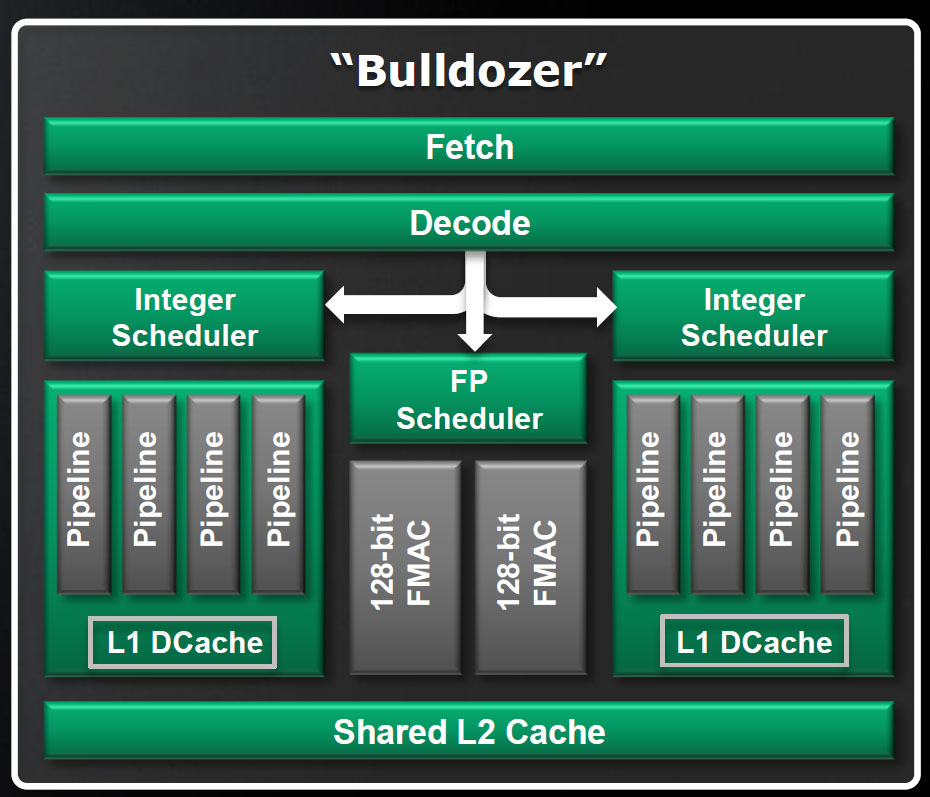 “Bulldozer”
Fetch
Decode
Integer
Scheduler
Integer
Scheduler
FP
Scheduler
Pipeline
Pipeline
Pipeline
Pipeline
L1 DCache
128-bit
FMAC
128-bit
FMAC
Pipeline
Pipeline
Pipeline
Pipeline
L1 DCache
Shared L2 Cache